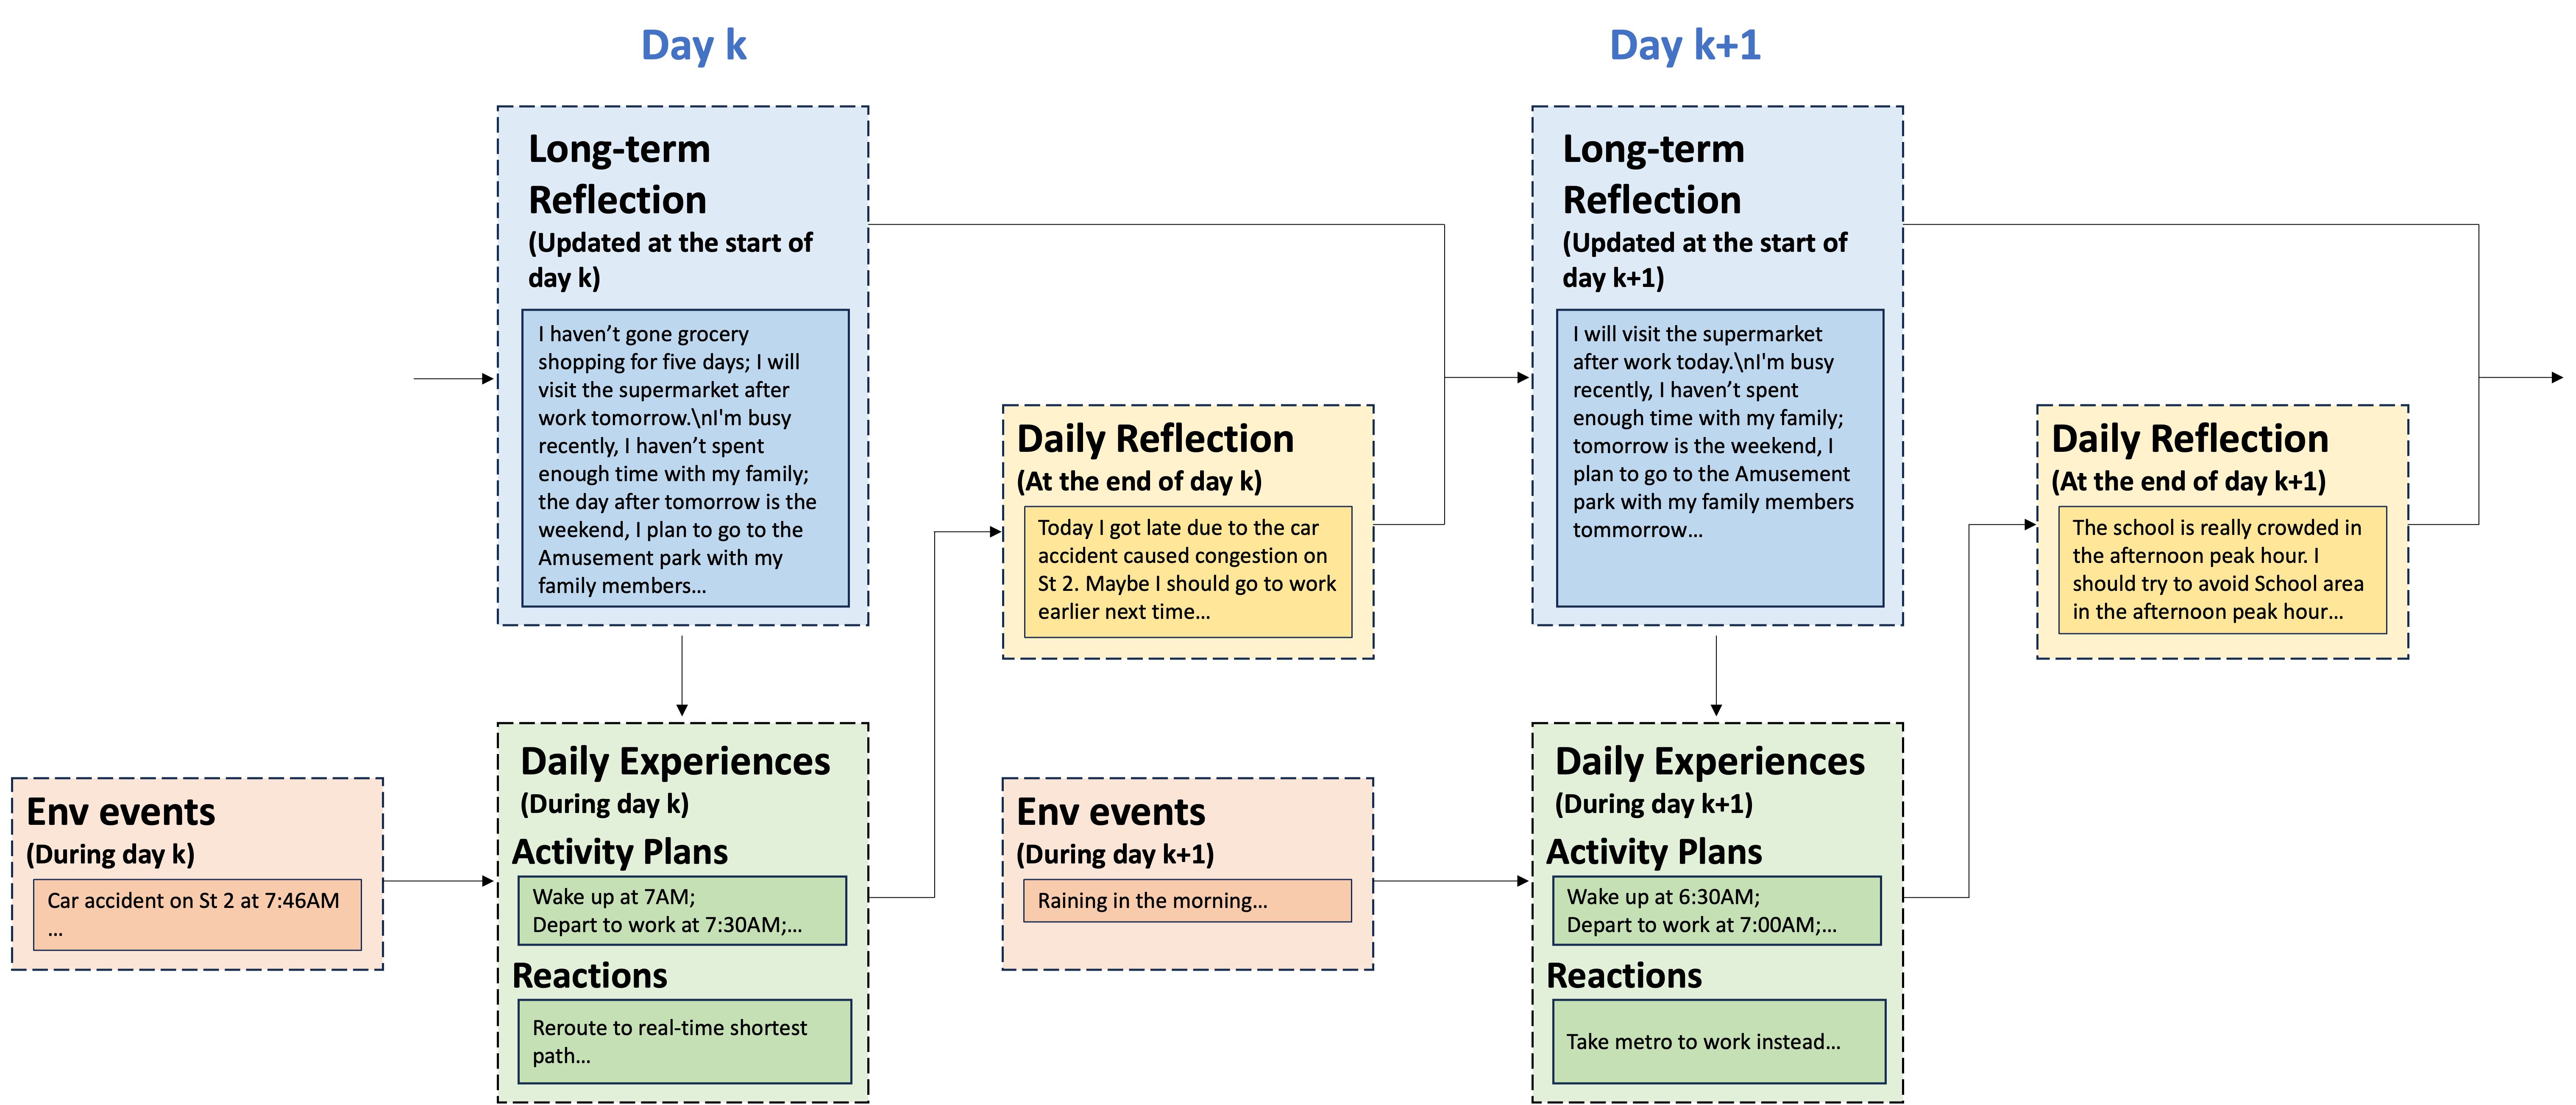 Day k
Day k+1
Long-term
Reflection
(Updated at the start of
day k)
I haven’t gone grocery
shopping for five days; I will
visit the supermarket after
work tomorrow.\nI'm busy
recently, I haven’t spent
enough time with my family;
the day after tomorrow is the
weekend, I plan to go to the
Amusement park with my
family members...
Env events
(During day k)
Car accident on St 2 at 7:46AM
...
Daily Experiences
(During day k)
Activity Plans
Wake up at 7AM;
Depart to work at 7:30AM;...
Reactions
Reroute to real-time shortest
path...
Daily Reflection
(At the end of day k)
Today I got late due to the car
accident caused congestion on
St 2. Maybe I should go to work
earlier next time...
Long-term
Reflection
(Updated at the start of
day k+1)
I will visit the supermarket
after work today.\nI'm busy
recently, I haven’t spent
enough time with my family;
tomorrow is the weekend, I
plan to go to the Amusement
park with my family members
tommorrow...
Env events
(During day k+1)
Raining in the morning...
Daily Experiences
(During day k+1)
Activity Plans
Wake up at 6:30AM;
Depart to work at 7:00AM;...
Reactions
Take metro to work instead...
Daily Reflection
(At the end of day k+1)
The school is really crowded in
the afternoon peak hour. I
should try to avoid School area
in the afternoon peak hour...